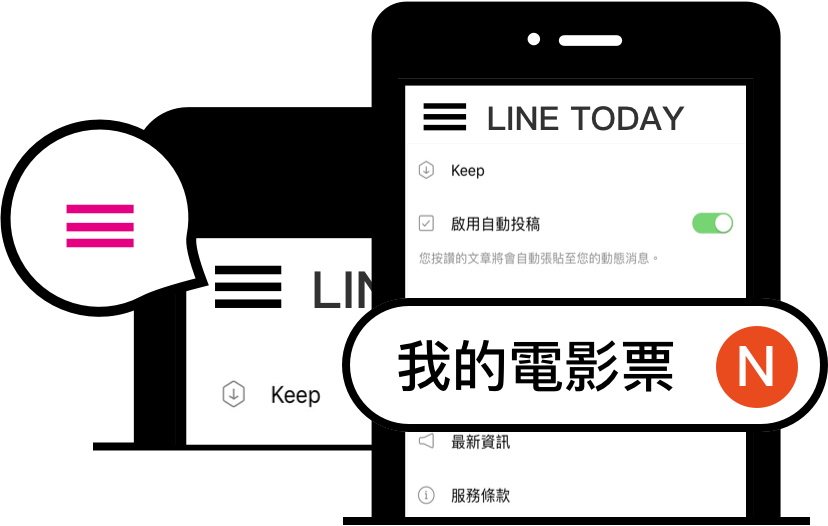 LINE TODAY
Keep
啟用自動投稿
您按讚的文章將會自動張貼至您的動態消息。
LIN
Keep
我的電影票
N
最新資訊
服務條款